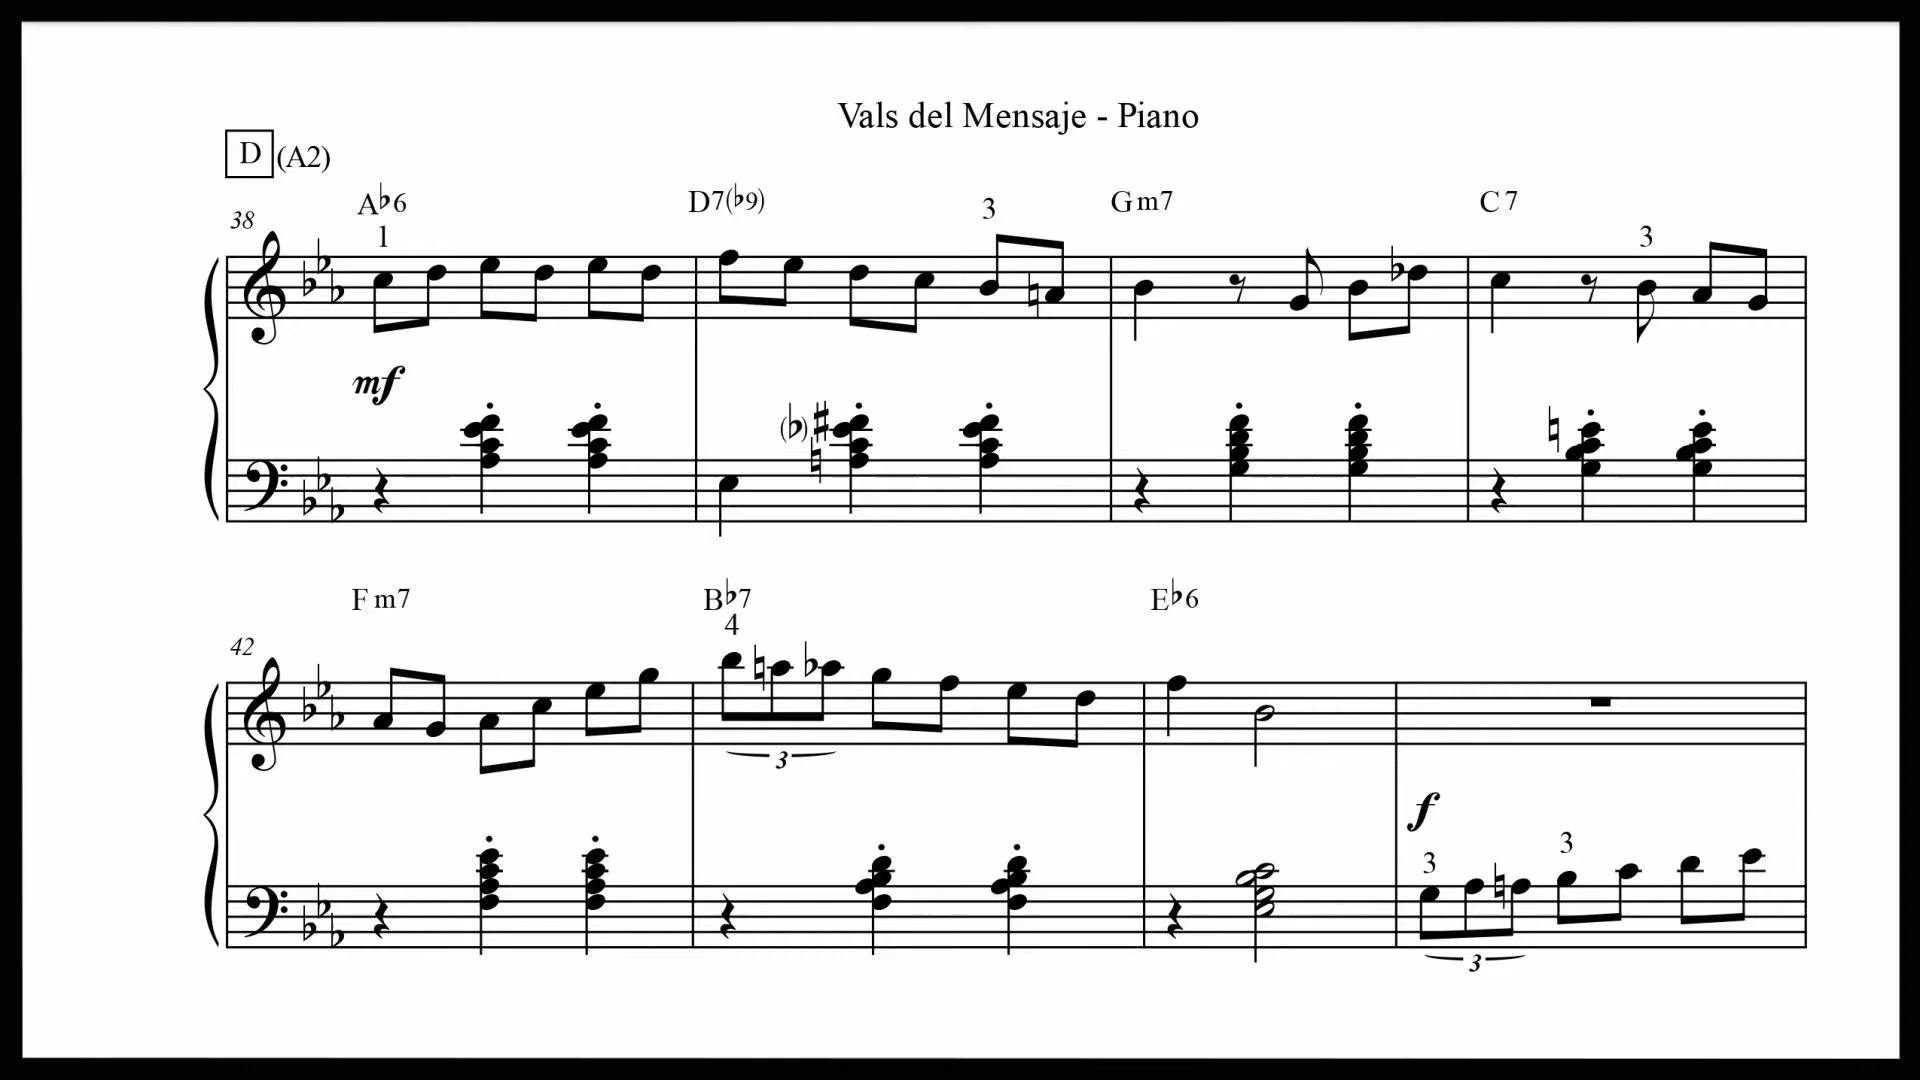 Vals del Mensaje - Piano
D (A2)
A♭6 D7(♭9) Gm7 C7
38 1 3 3
mf
Fm7 B♭7 E♭6
42 4
3
f
3 3
3